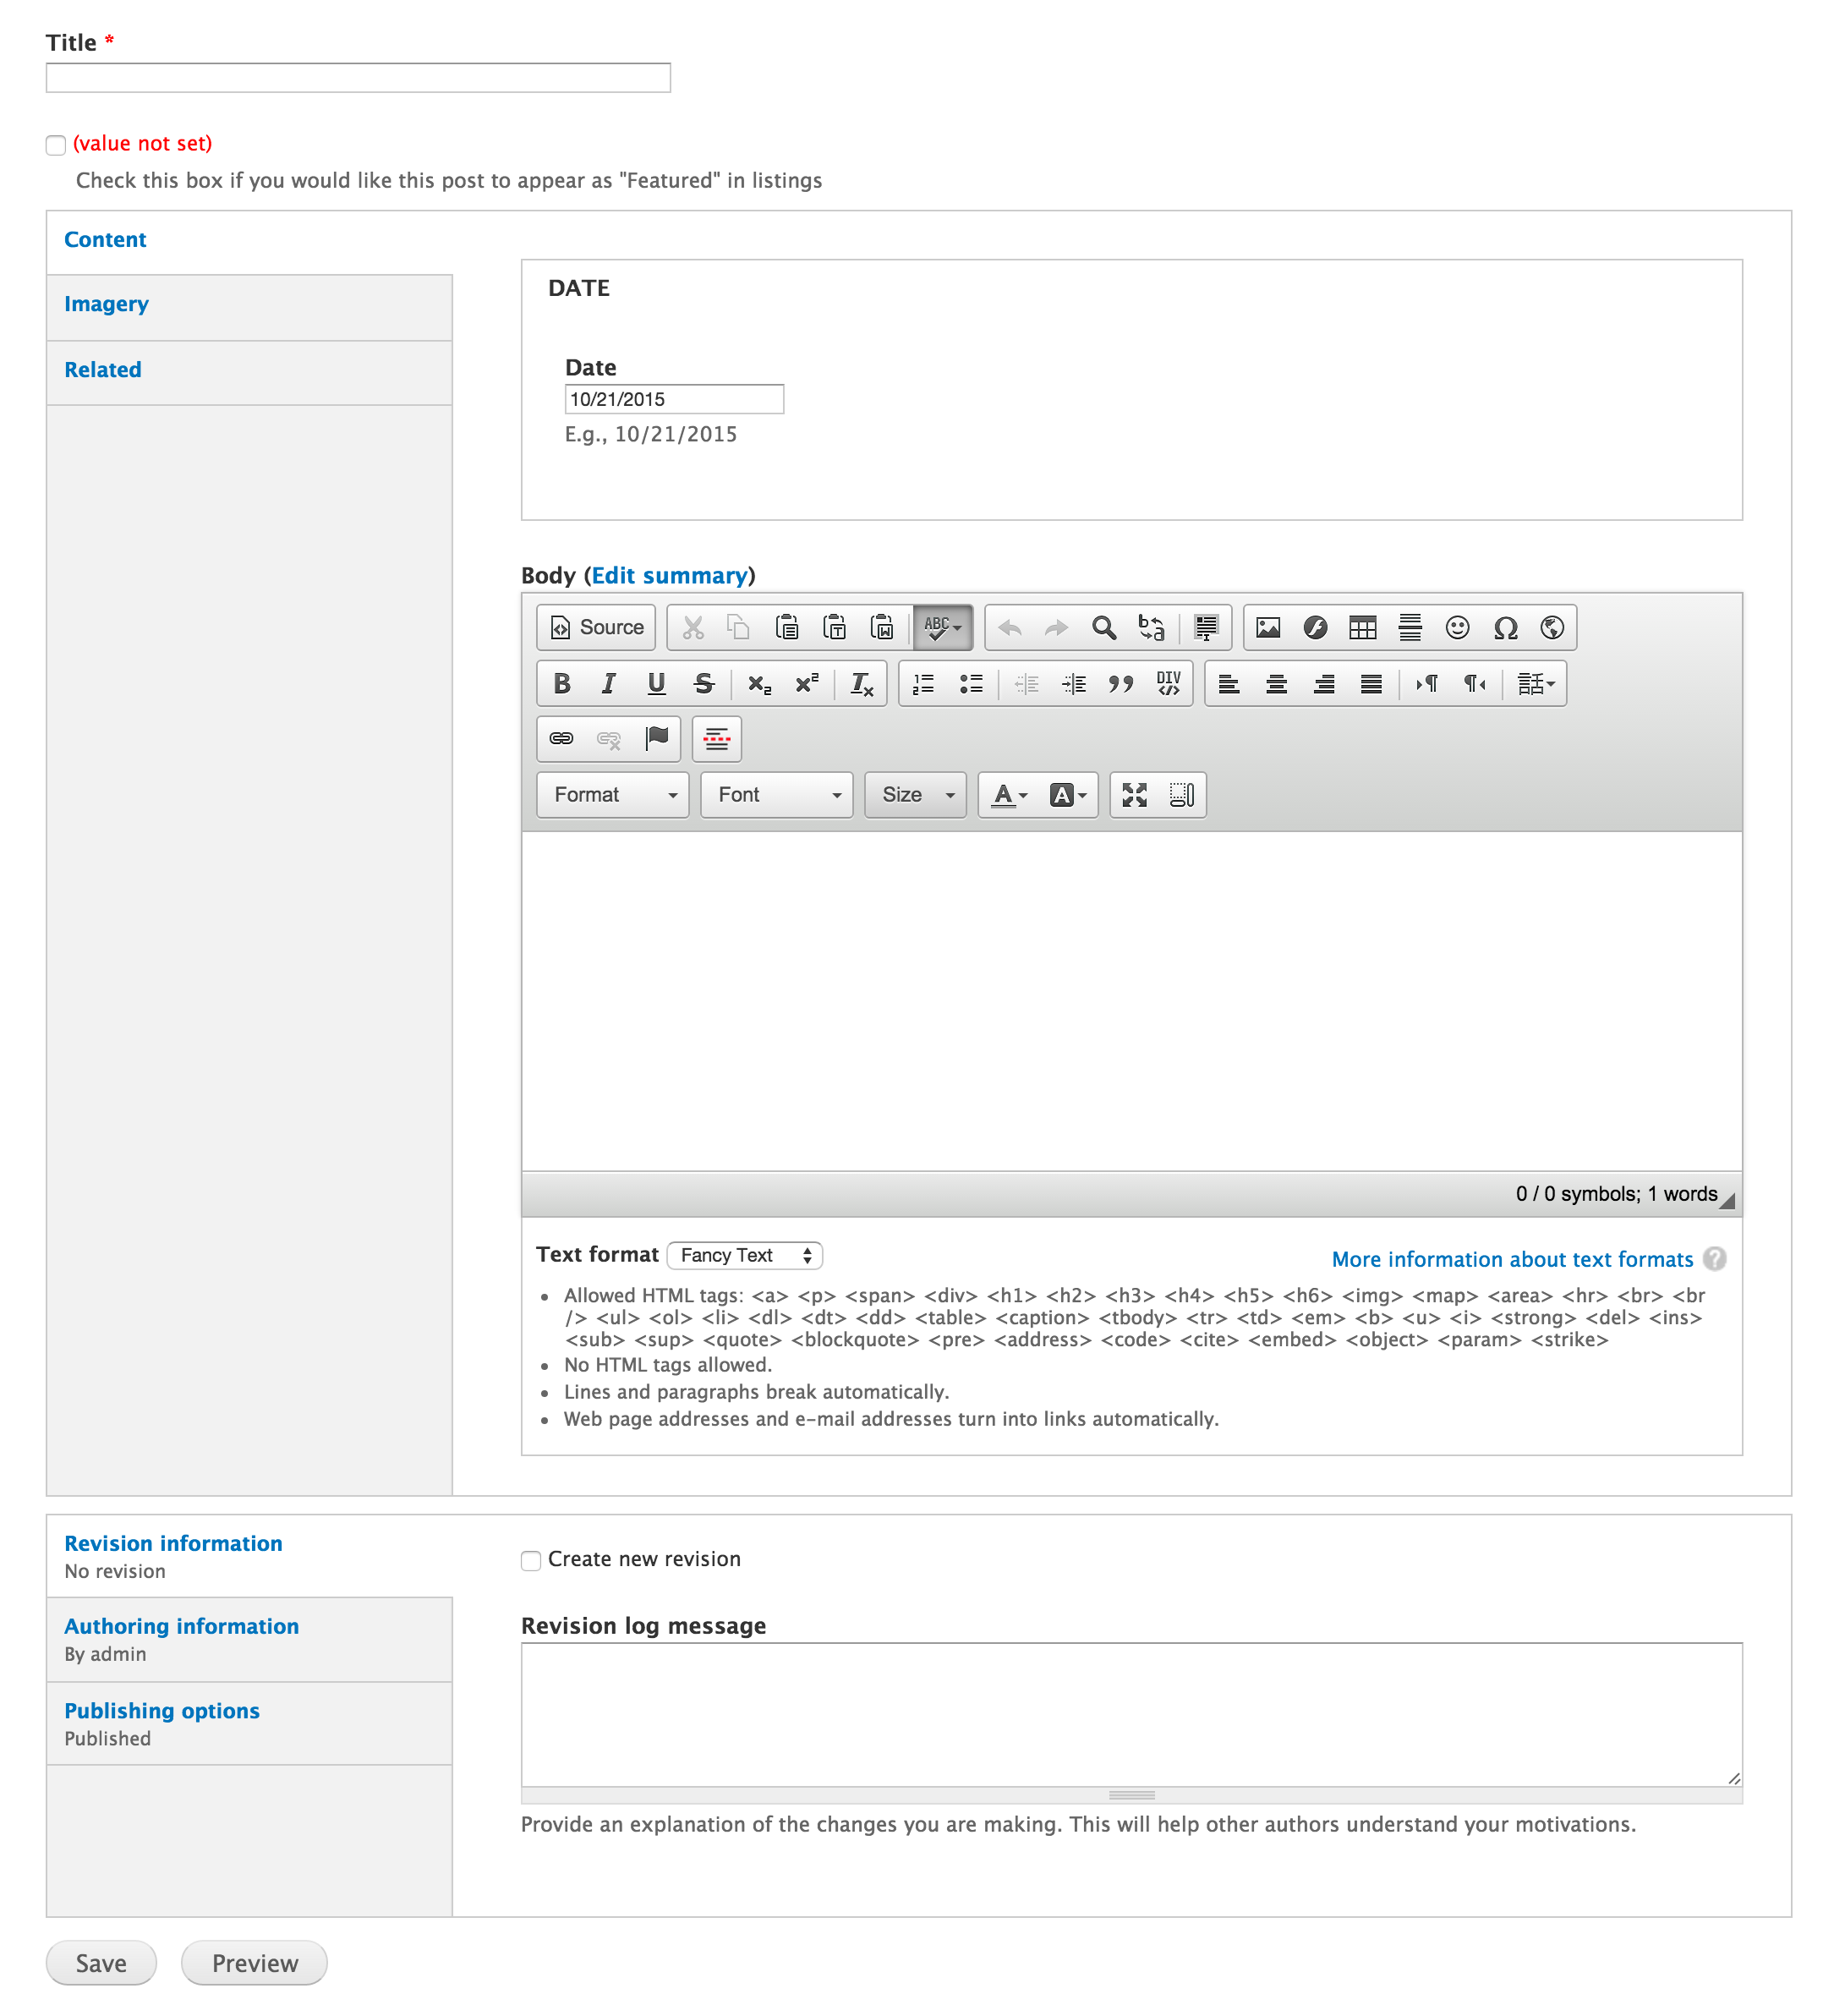 Title *
(value not set)
Check this box if you would like this post to appear as "Featured" in listings
Content
Imagery
Related
DATE
Date
10/21/2015
E.g., 10/21/2015
Body (Edit summary)
Source ABC
B I U S x₂ x² Tx DIV 話
Format Font Size A A
0 / 0 symbols; 1 words
Text format Fancy Text More information about text formats ?
Allowed HTML tags: <a> <p> <span> <div> <h1> <h2> <h3> <h4> <h5> <h6> <img> <map> <area> <hr> <br> <br
/> <ul> <ol> <li> <dl> <dt> <dd> <table> <caption> <tbody> <tr> <td> <em> <b> <u> <i> <strong> <del> <ins>
<sub> <sup> <quote> <blockquote> <pre> <address> <code> <cite> <embed> <object> <param> <strike>
No HTML tags allowed.
Lines and paragraphs break automatically.
Web page addresses and e-mail addresses turn into links automatically.
Revision information
No revision
Authoring information
By admin
Publishing options
Published
Create new revision
Revision log message
Provide an explanation of the changes you are making. This will help other authors understand your motivations.
Save Preview